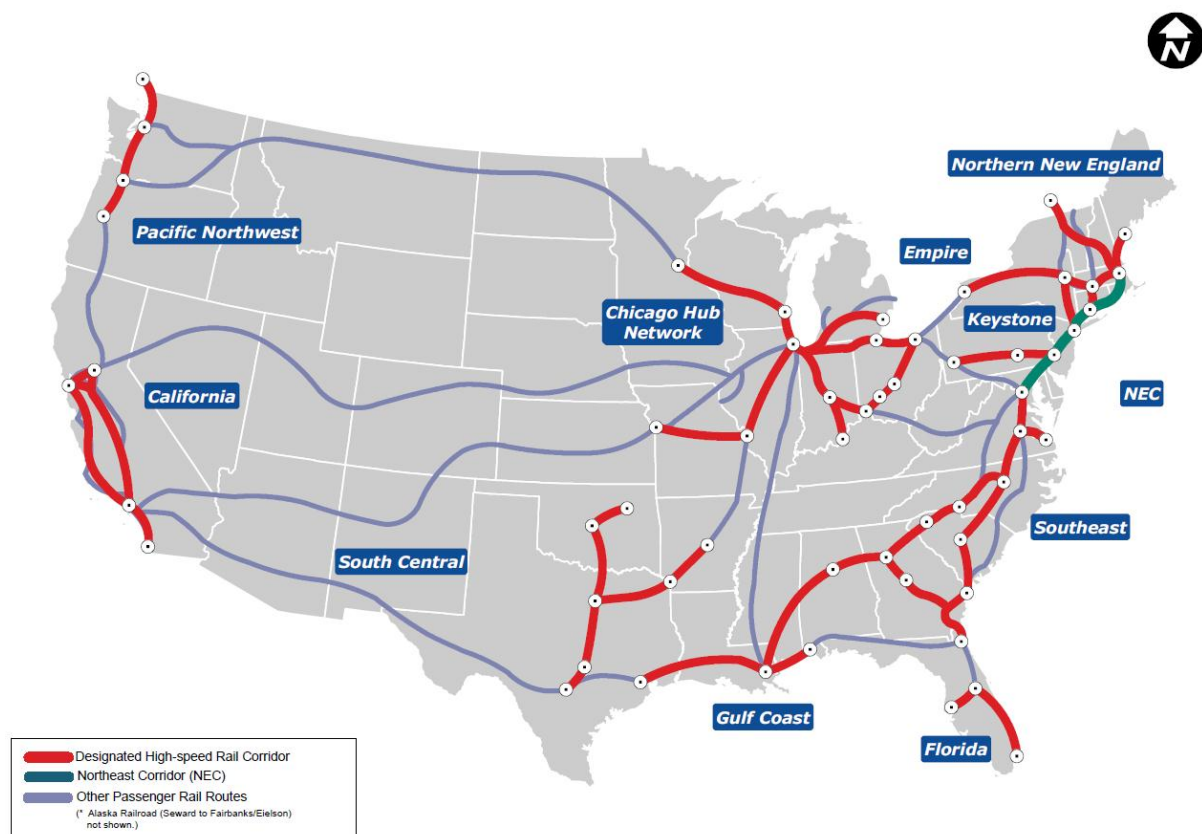 N
Northern New England
Pacific Northwest
Empire
Chicago Hub
Network
Keystone
California
NEC
South Central
Southeast
Gulf Coast
Florida
Designated High-speed Rail Corridor
Northeast Corridor (NEC)
Other Passenger Rail Routes
(* Alaska Railroad (Seward to Fairbanks/Eielson)
not shown.)